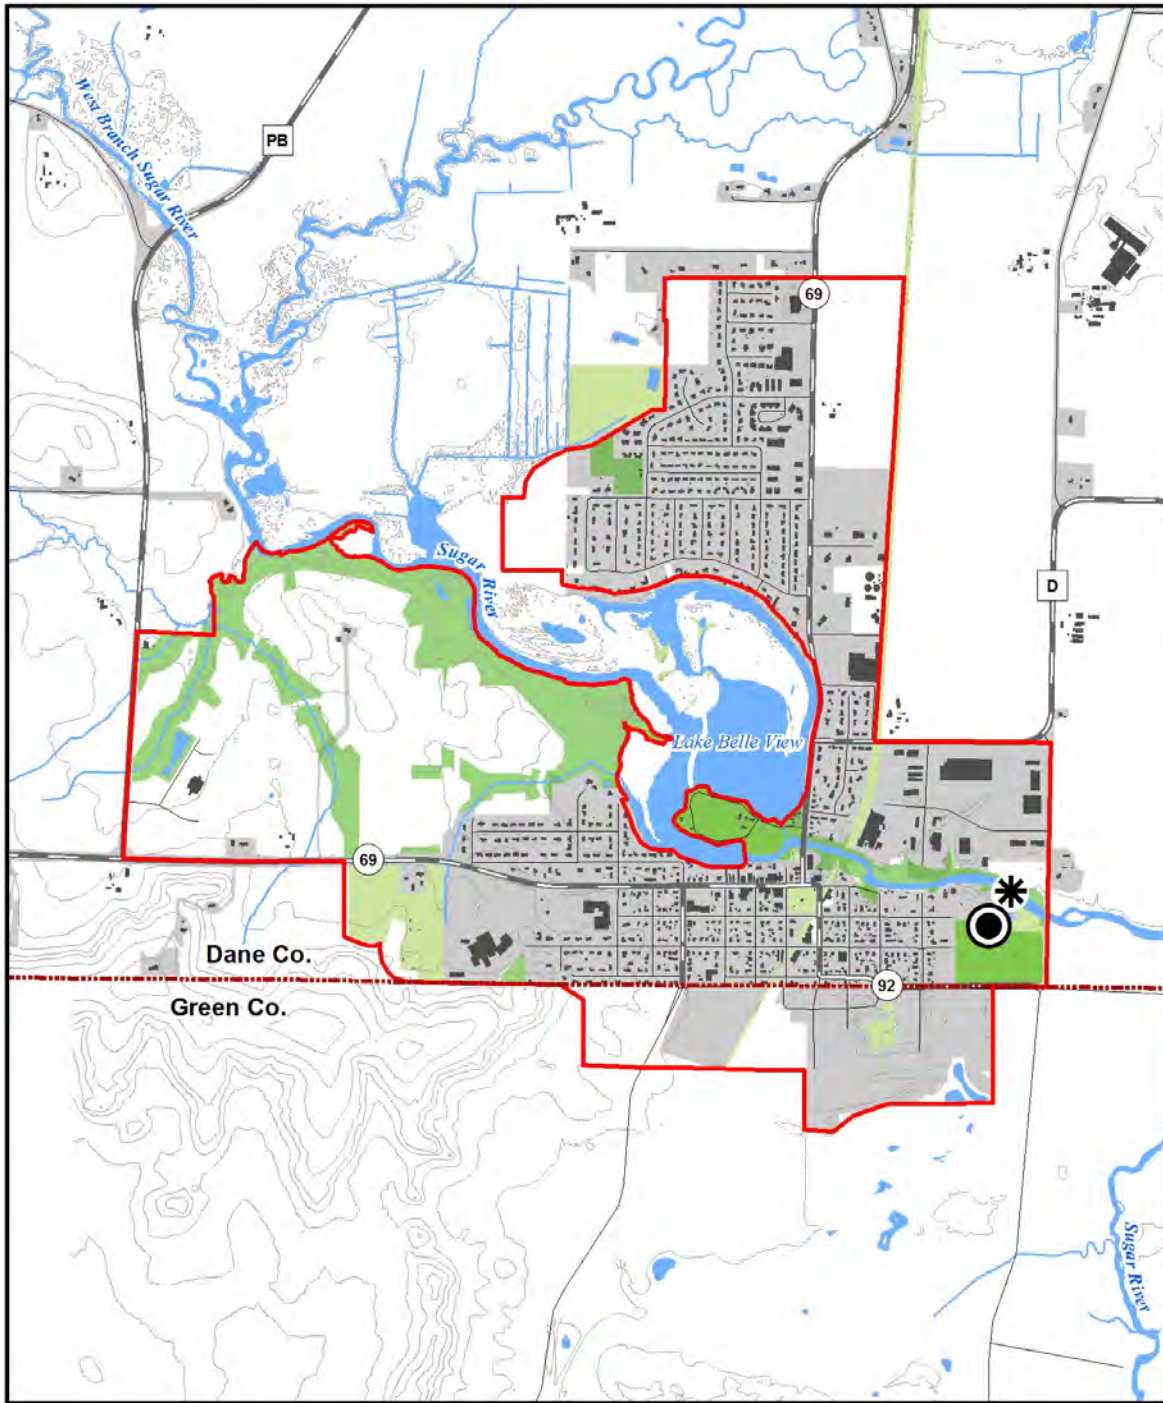 West Branch Sugar River
PB
69
Sugar River
D
Lake Belle View
69
Dane Co.
92
Green Co.
Sugar River